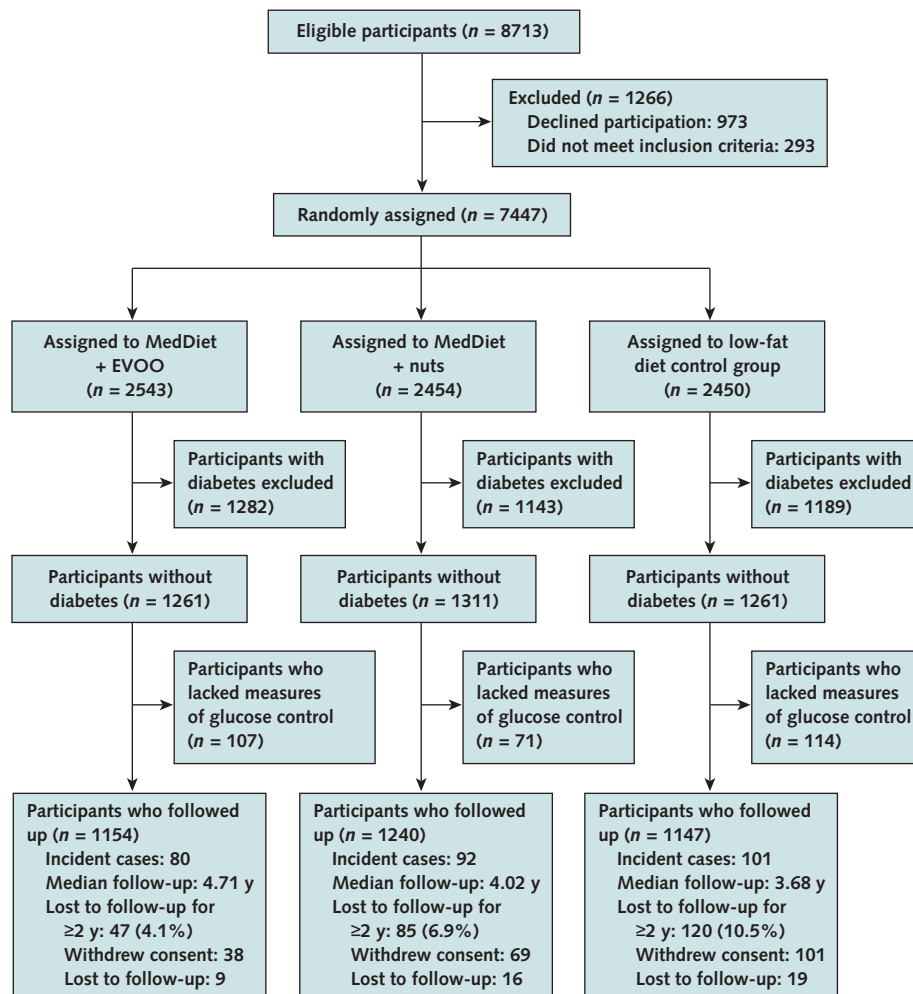 Eligible participants (n = 8713)
Excluded (n = 1266)
Declined participation: 973
Did not meet inclusion criteria: 293
Randomly assigned (n = 7447)
Assigned to MedDiet
+ EVOO
(n = 2543)
Assigned to MedDiet
+ nuts
(n = 2454)
Assigned to low-fat
diet control group
(n = 2450)
Participants with
diabetes excluded
(n = 1282)
Participants with
diabetes excluded
(n = 1143)
Participants with
diabetes excluded
(n = 1189)
Participants without
diabetes (n = 1261)
Participants without
diabetes (n = 1311)
Participants without
diabetes (n = 1261)
Participants who
lacked measures
of glucose control
(n = 107)
Participants who
lacked measures
of glucose control
(n = 71)
Participants who
lacked measures
of glucose control
(n = 114)
Participants who followed
up (n = 1154)
Incident cases: 80
Median follow-up: 4.71 y
Lost to follow-up for
≥2 y: 47 (4.1%)
Withdrew consent: 38
Lost to follow-up: 9
Participants who followed
up (n = 1240)
Incident cases: 92
Median follow-up: 4.02 y
Lost to follow-up for
≥2 y: 85 (6.9%)
Withdrew consent: 69
Lost to follow-up: 16
Participants who followed
up (n = 1147)
Incident cases: 101
Median follow-up: 3.68 y
Lost to follow-up for
≥2 y: 120 (10.5%)
Withdrew consent: 101
Lost to follow-up: 19